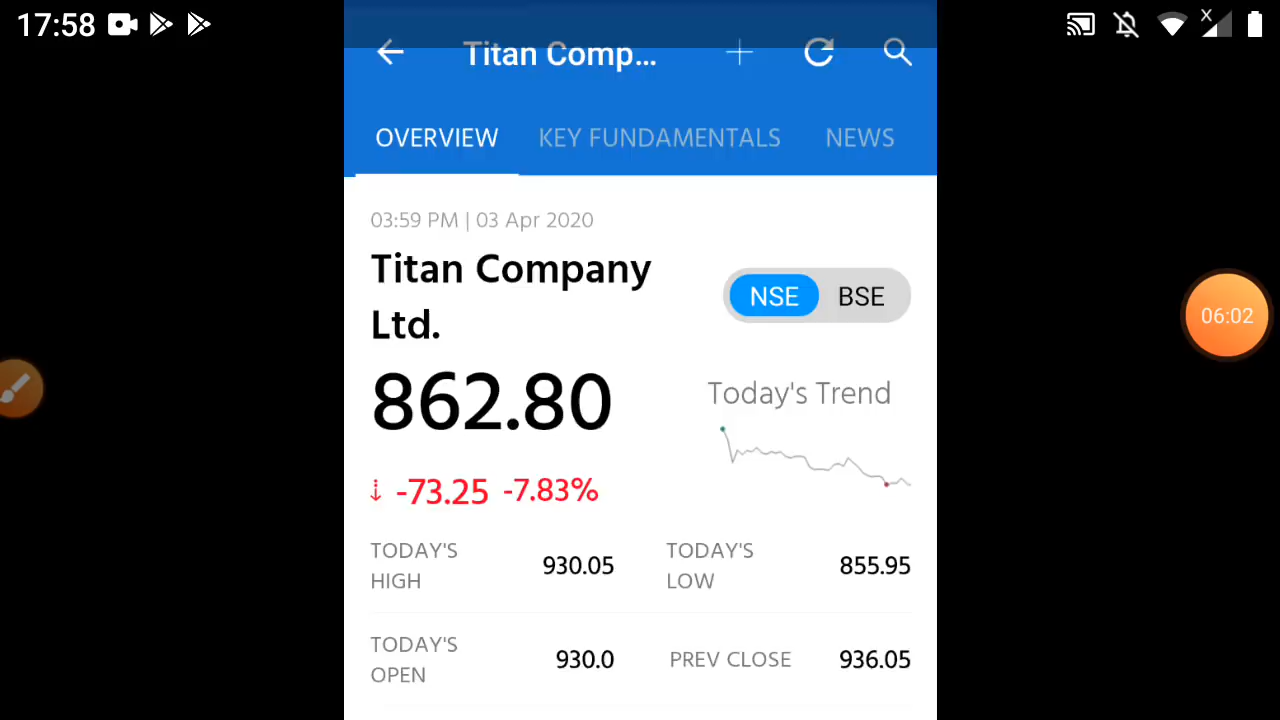 17:58
X
Titan Comp...
OVERVIEW KEY FUNDAMENTALS NEWS
03:59 PM | 03 Apr 2020
Titan Company
Ltd.
NSE BSE
862.80
Today's Trend
-73.25 -7.83%
TODAY'S
HIGH
930.05
TODAY'S
LOW
855.95
TODAY'S
OPEN
930.0
PREV CLOSE 936.05
06:02